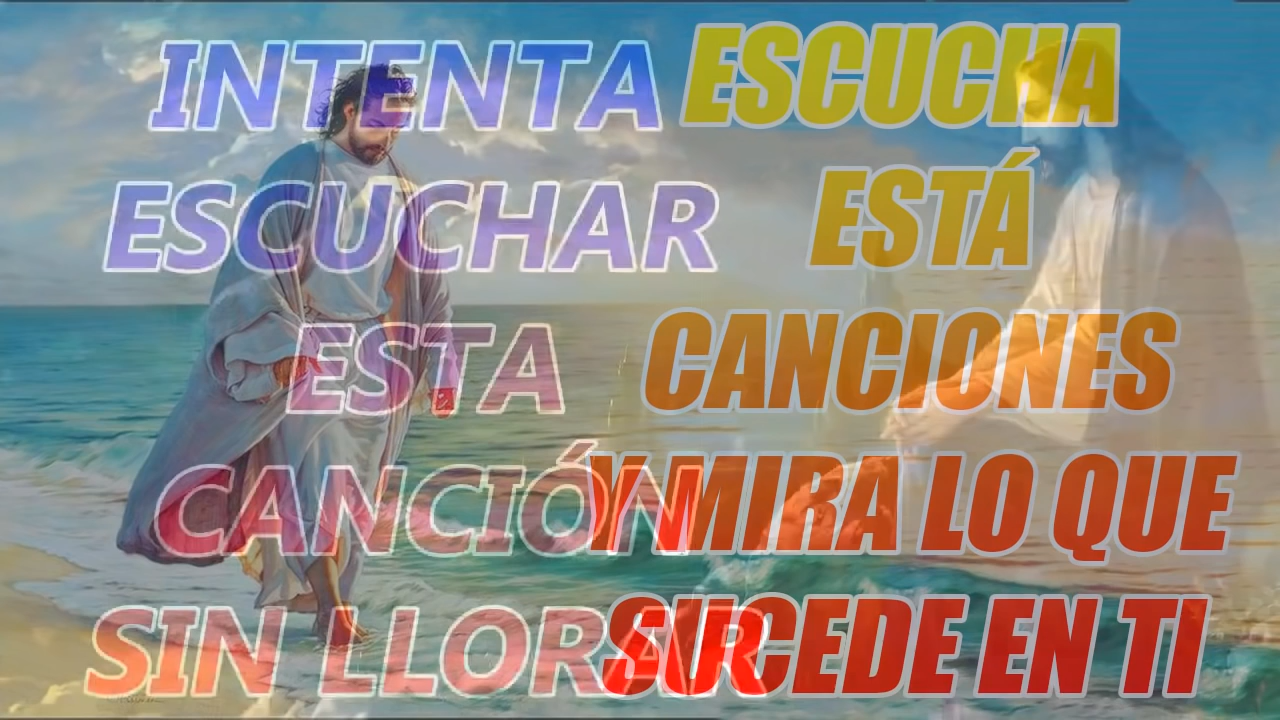 INTENTA
ESCUCHAR
ESTA
CANCIÓN
SIN LLORAR
ESCUCHA
ESTÁ
CANCIONES
Y MIRA LO QUE
SUCEDE EN TI